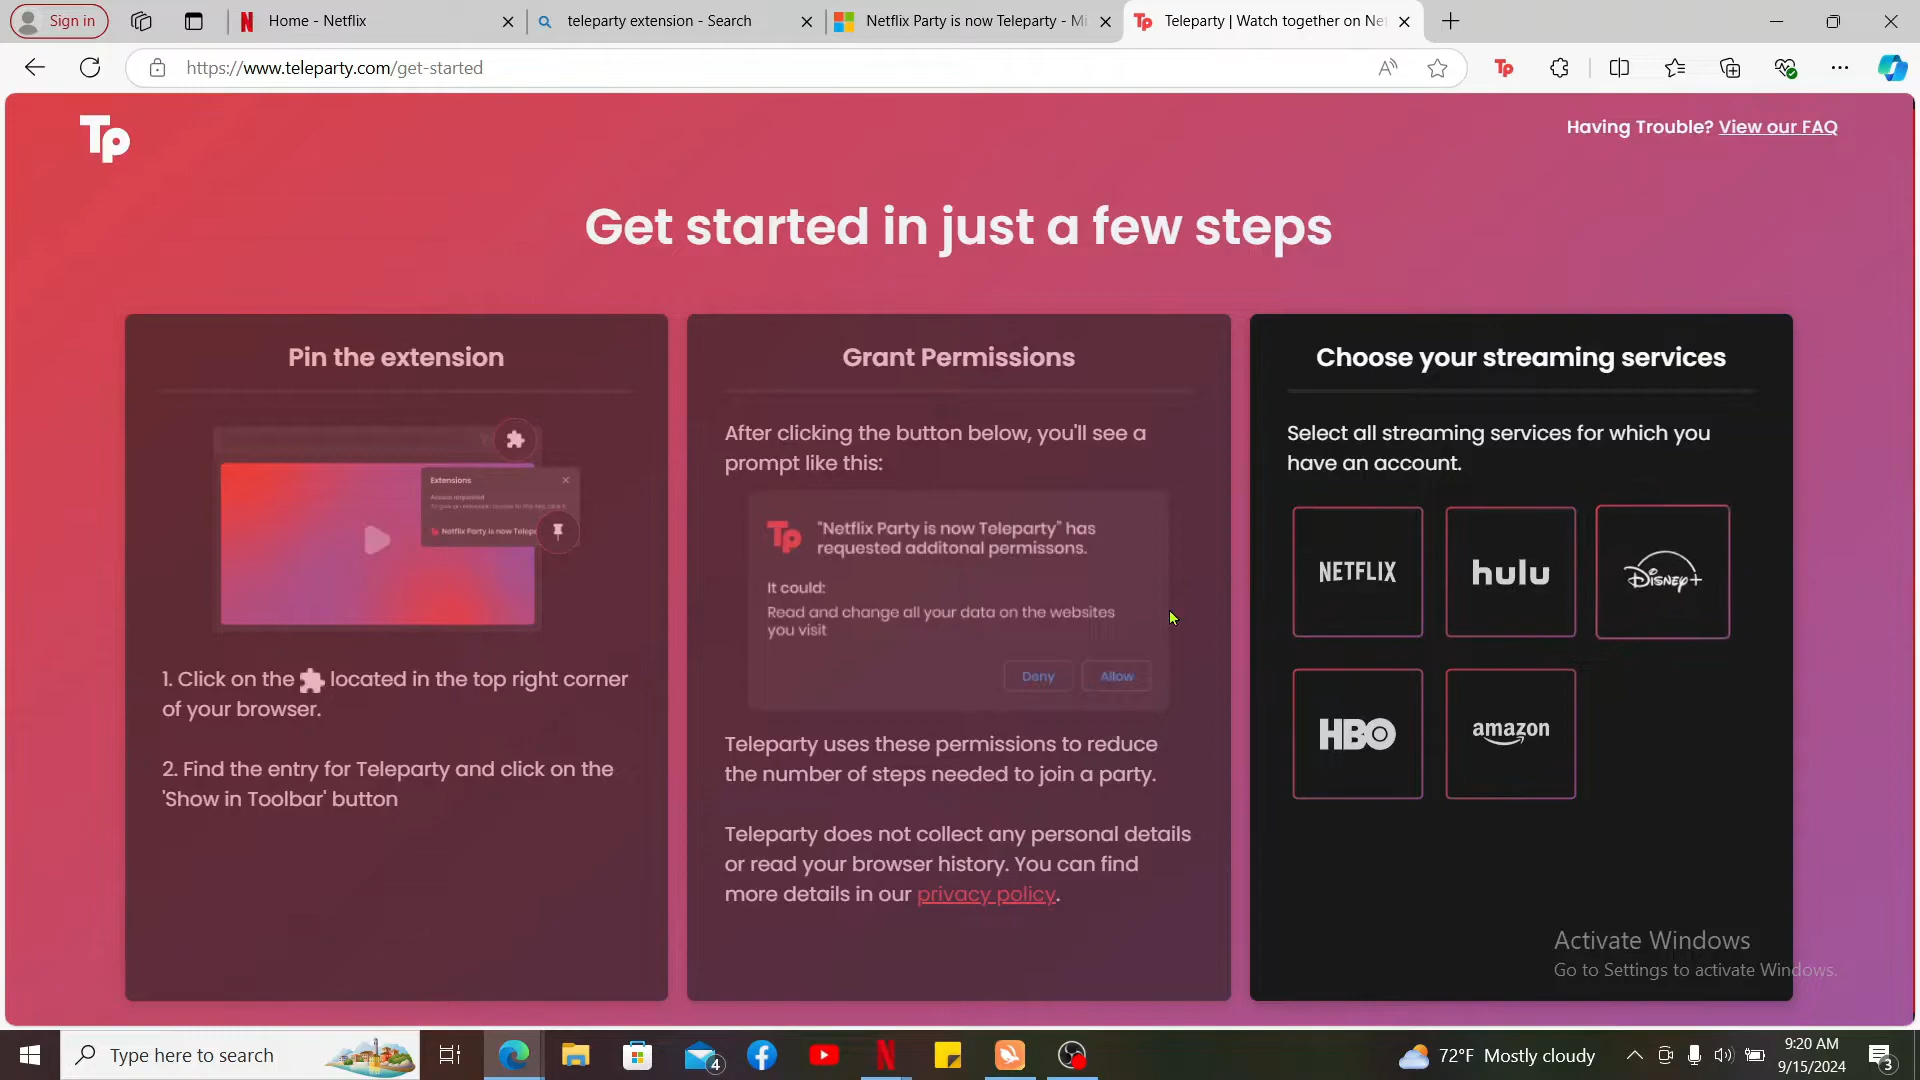 Sign in
Home - Netflix
teleparty extension - Search
Netflix Party is now Teleparty - Mi
Tp
Teleparty | Watch together on Ne
https://www.teleparty.com/get-started
Tp
Tp
Having Trouble? View our FAQ
Get started in just a few steps
Pin the extension
Extensions
Access requested
Netflix Party is now Telep
1. Click on the located in the top right corner
of your browser.
2. Find the entry for Teleparty and click on the
'Show in Toolbar' button
Grant Permissions
After clicking the button below, you'll see a
prompt like this:
Tp
"Netflix Party is now Teleparty" has
requested additonal permissons.
It could:
Read and change all your data on the websites
you visit
Deny Allow
Teleparty uses these permissions to reduce
the number of steps needed to join a party.
Teleparty does not collect any personal details
or read your browser history. You can find
more details in our privacy policy.
Choose your streaming services
Select all streaming services for which you
have an account.
NETFLIX
hulu
Disney+
HBO
amazon
Activate Windows
Go to Settings to activate Windows.
Type here to search
4
72°F Mostly cloudy
9:20 AM
9/15/2024
3